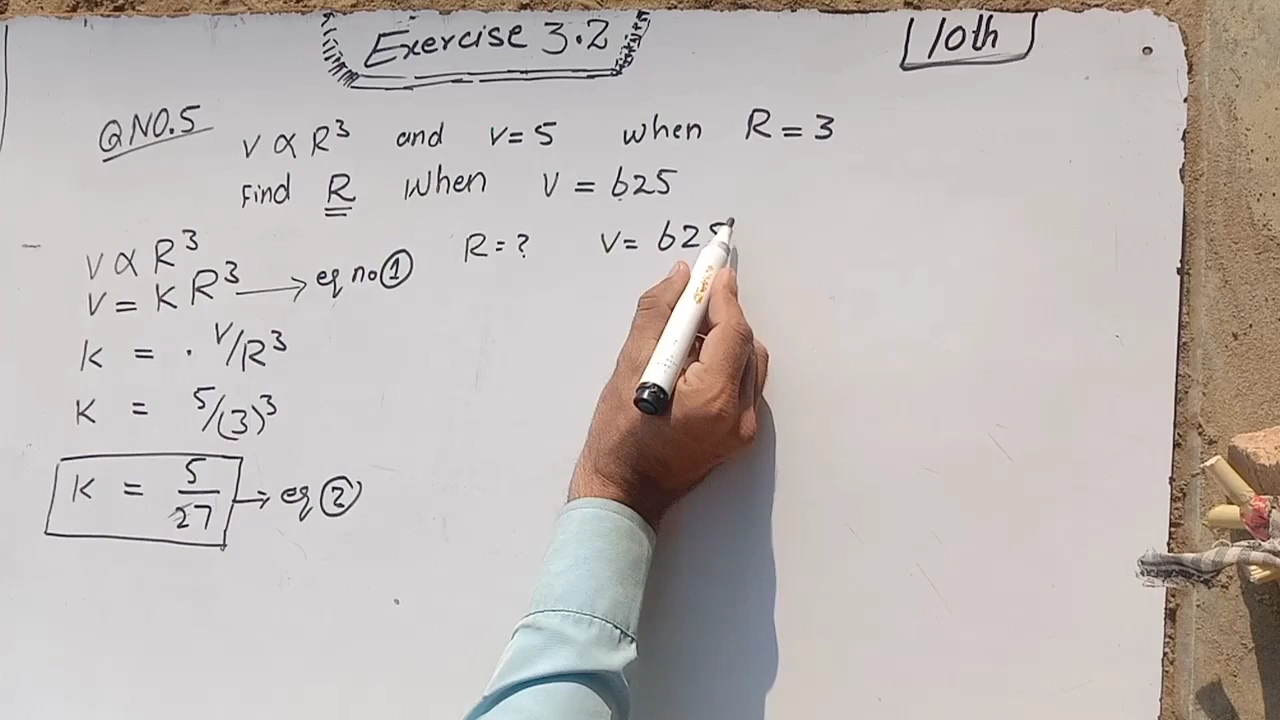 Exercise 3.2
10th
QNO.5
V ∝ R³ and V = 5 when R = 3
Find R when V = 625
V ∝ R³
V = K R³ → eq no ①
R = ? V = 625
K = . V/R³
K = 5/(3)³
K = 5/27 → eq ②